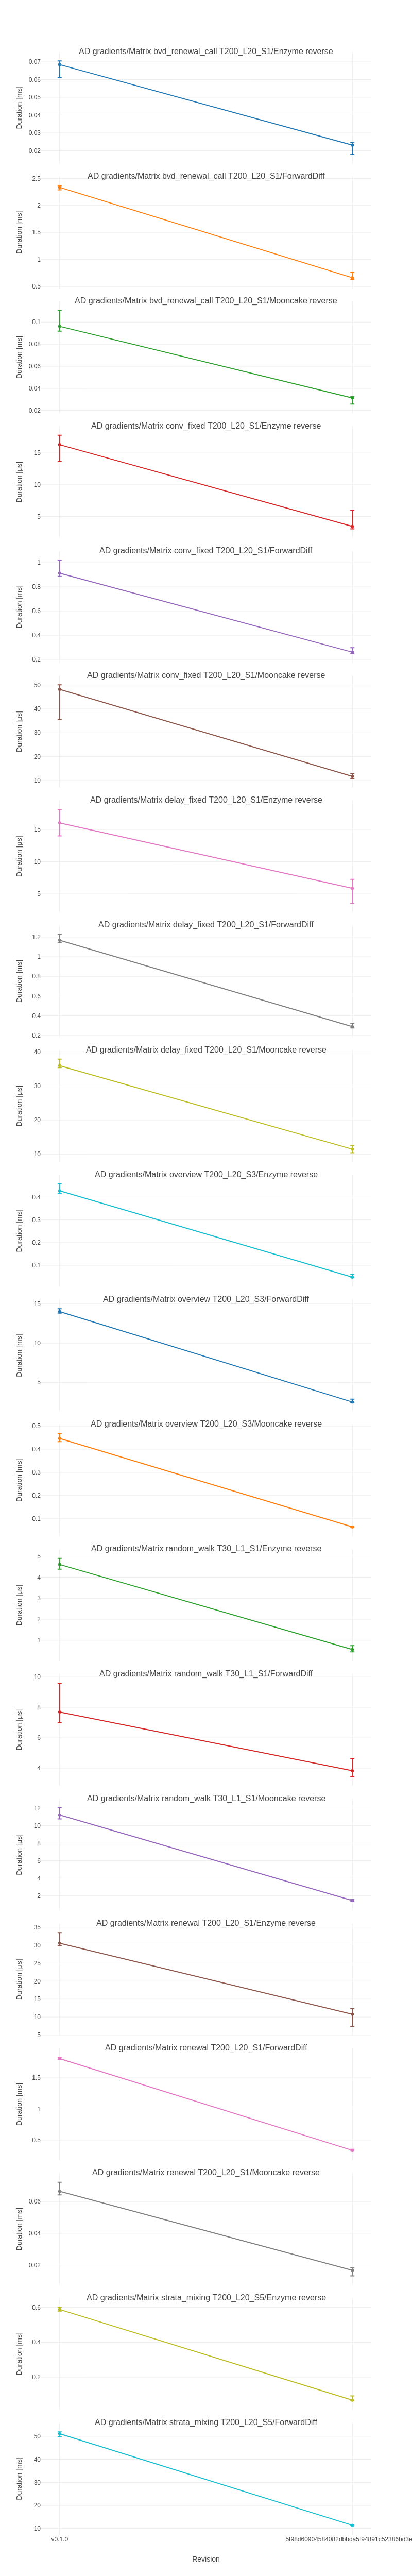 AD gradients/Matrix bvd_renewal_call T200_L20_S1/Enzyme reverse
0.07
0.06
0.05
0.04
0.03
0.02
Duration [ms]
AD gradients/Matrix bvd_renewal_call T200_L20_S1/ForwardDiff
2.5
2
1.5
1
0.5
Duration [ms]
AD gradients/Matrix bvd_renewal_call T200_L20_S1/Mooncake reverse
0.1
0.08
0.06
0.04
0.02
Duration [ms]
AD gradients/Matrix conv_fixed T200_L20_S1/Enzyme reverse
15
10
5
Duration [µs]
AD gradients/Matrix conv_fixed T200_L20_S1/ForwardDiff
1
0.8
0.6
0.4
0.2
Duration [ms]
AD gradients/Matrix conv_fixed T200_L20_S1/Mooncake reverse
50
40
30
20
10
Duration [µs]
AD gradients/Matrix delay_fixed T200_L20_S1/Enzyme reverse
15
10
5
Duration [µs]
AD gradients/Matrix delay_fixed T200_L20_S1/ForwardDiff
1.2
1
0.8
0.6
0.4
0.2
Duration [ms]
AD gradients/Matrix delay_fixed T200_L20_S1/Mooncake reverse
40
30
20
10
Duration [µs]
AD gradients/Matrix overview T200_L20_S3/Enzyme reverse
0.4
0.3
0.2
0.1
Duration [ms]
AD gradients/Matrix overview T200_L20_S3/ForwardDiff
15
10
5
Duration [ms]
AD gradients/Matrix overview T200_L20_S3/Mooncake reverse
0.5
0.4
0.3
0.2
0.1
Duration [ms]
AD gradients/Matrix random_walk T30_L1_S1/Enzyme reverse
5
4
3
2
1
Duration [µs]
AD gradients/Matrix random_walk T30_L1_S1/ForwardDiff
10
8
6
4
Duration [µs]
AD gradients/Matrix random_walk T30_L1_S1/Mooncake reverse
12
10
8
6
4
2
Duration [µs]
AD gradients/Matrix renewal T200_L20_S1/Enzyme reverse
35
30
25
20
15
10
5
Duration [µs]
AD gradients/Matrix renewal T200_L20_S1/ForwardDiff
1.5
1
0.5
Duration [ms]
AD gradients/Matrix renewal T200_L20_S1/Mooncake reverse
0.06
0.04
0.02
Duration [ms]
AD gradients/Matrix strata_mixing T200_L20_S5/Enzyme reverse
0.6
0.4
0.2
Duration [ms]
AD gradients/Matrix strata_mixing T200_L20_S5/ForwardDiff
50
40
30
20
10
Duration [ms]
v0.1.0
5f98d60904584082dbbda5f94891c52386bd3e
Revision